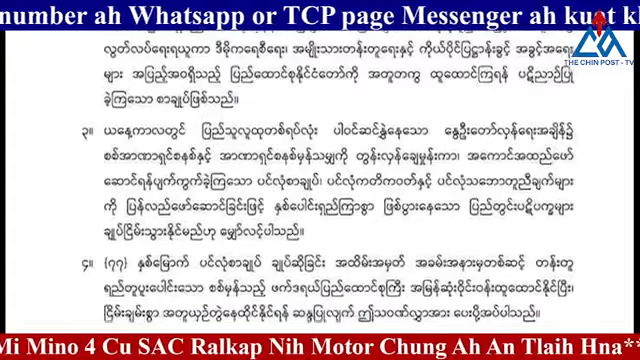 number ah Whatsapp or TCP page Messenger ah kuat kh
THE CHIN POST - TV
လွတ်လပ်ရေးရယူကာ ဒီမိုကရေစီရေး၊ အမျိုးသားတန်းတူရေးနှင့် ကိုယ်ပိုင်ပြဋ္ဌာန်းခွင့် အခွင့်အရေး
များ အပြည့်အဝရှိသည့် ပြည်ထောင်စုနိုင်ငံတော်ကို အတူတကွ ထူထောင်ကြရန် ပဋိညာဉ်ပြု
ခဲ့ကြသော စာချုပ်ဖြစ်သည်။
၃။ ယနေ့ကာလတွင် ပြည်သူလူထုတစ်ရပ်လုံး ပါဝင်ဆင်နွှဲနေသော နွေဦးတော်လှန်ရေးအချိန်၌
စစ်အာဏာရှင်စနစ်နှင့် အာဏာရှင်စနစ်မှန်သမျှကို တွန်းလှန်ချေမှုန်းကာ၊ အကောင်အထည်ဖော်
ဆောင်ရန်ပျက်ကွက်ခဲ့ကြသော ပင်လုံစာချုပ်၊ ပင်လုံကတိကဝတ်နှင့် ပင်လုံသဘောတူညီချက်များ
ကို ပြန်လည်ဖော်ဆောင်ခြင်းဖြင့် နှစ်ပေါင်းရှည်ကြာစွာ ဖြစ်ပွားနေသော ပြည်တွင်းပဋိပက္ခများ
ချုပ်ငြိမ်းသွားနိုင်မည်ဟု မျှော်လင့်ပါသည်။
၄။ (၇၇) နှစ်မြောက် ပင်လုံစာချုပ် ချုပ်ဆိုခြင်း အထိမ်းအမှတ် အခမ်းအနားမှတစ်ဆင့် တန်းတူ
ရည်တူပူးပေါင်းသော စစ်မှန်သည့် ဖက်ဒရယ်ပြည်ထောင်စုကြီး အမြန်ဆုံးဝိုင်းဝန်းထူထောင်နိုင်ပြီး၊
ငြိမ်းချမ်းစွာ အတူယှဉ်တွဲနေထိုင်နိုင်ရန် ဆန္ဒပြုလျက် ဤသဝဏ်လွှာအား ပေးပို့အပ်ပါသည်။
Mi Mino 4 Cu SAC Ralkap Nih Motor Chung Ah An Tlaih Hna**